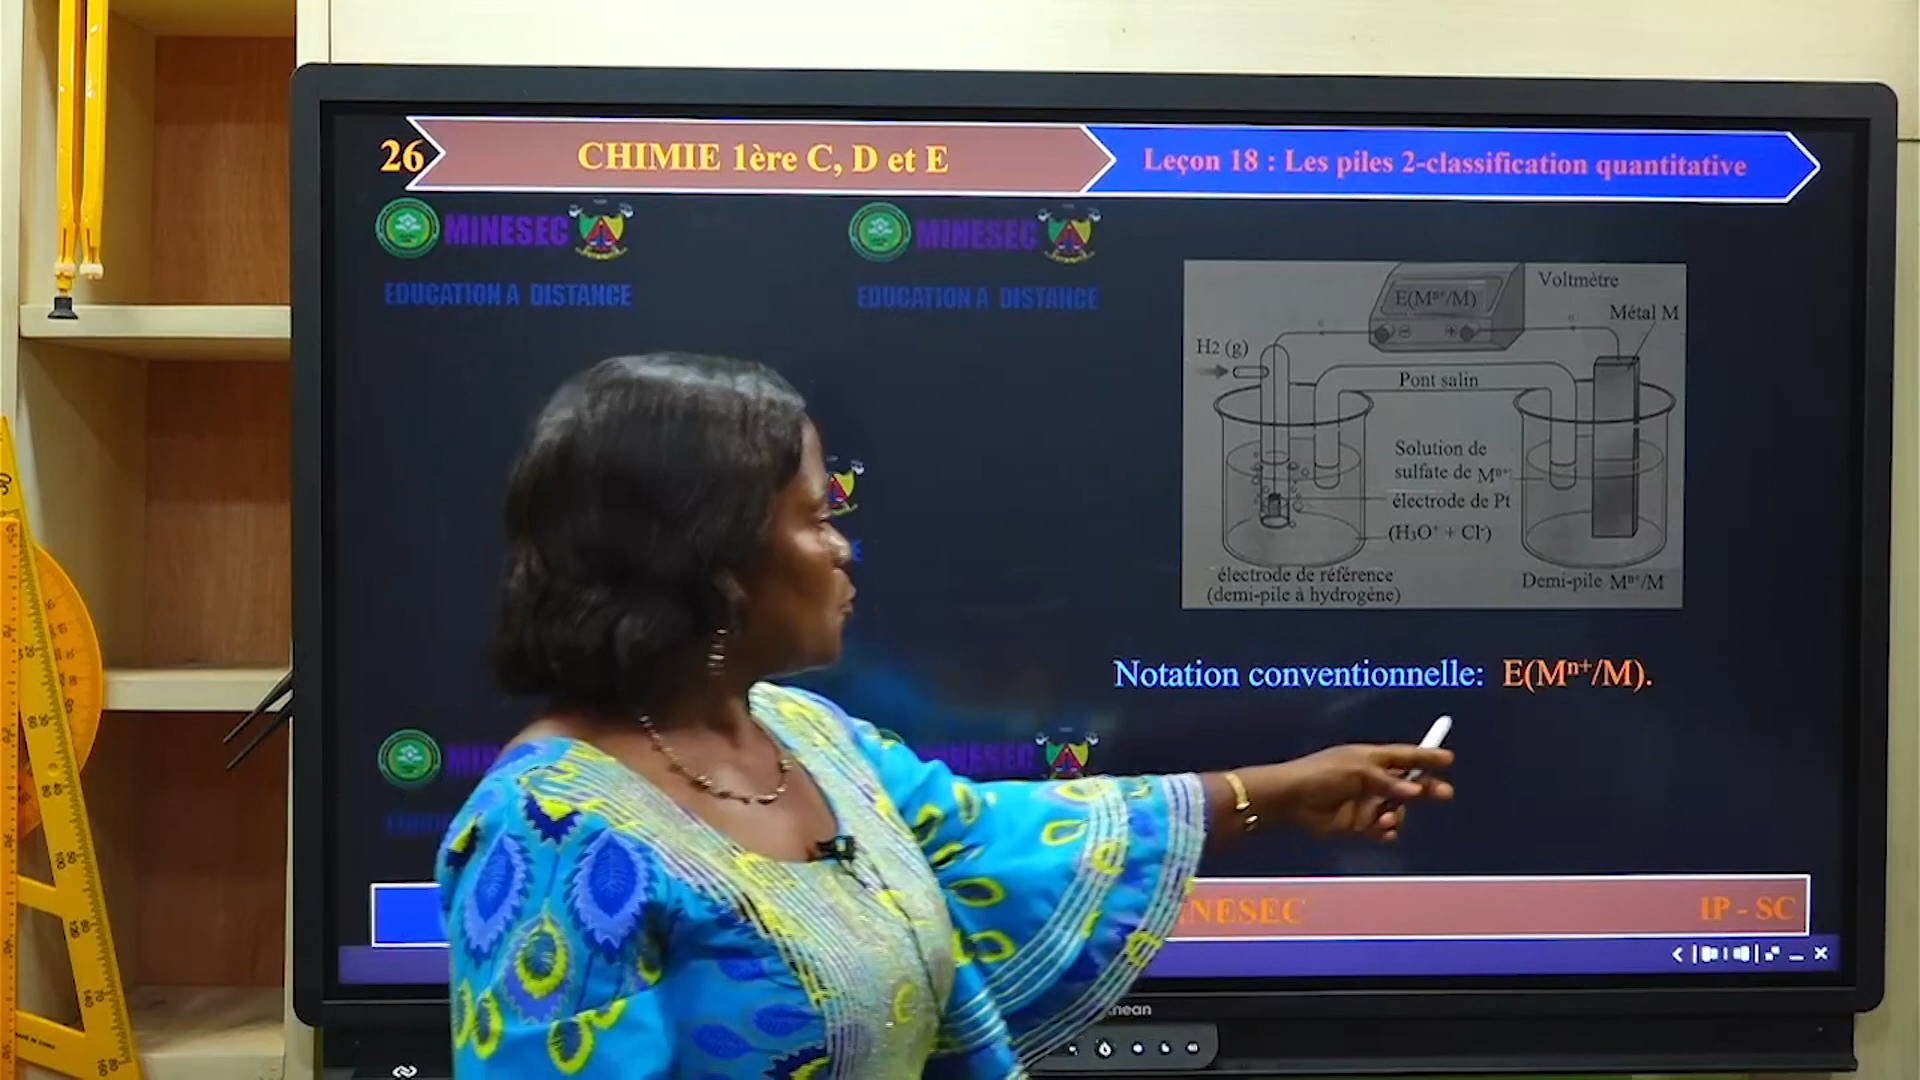 26
CHIMIE 1ère C, D et E
Leçon 18 : Les piles 2-classification quantitative
MINESEC
EDUCATION A DISTANCE
MINESEC
EDUCATION A DISTANCE
E(Mⁿ⁺/M)
Voltmètre
Métal M
H2 (g)
Pont salin
Solution de
sulfate de Mⁿ⁺
électrode de Pt
(H₃O⁺ + Cl⁻)
électrode de référence
(demi-pile à hydrogène)
Demi-pile Mⁿ⁺/M
Notation conventionnelle: E(Mⁿ⁺/M).
IP - SC